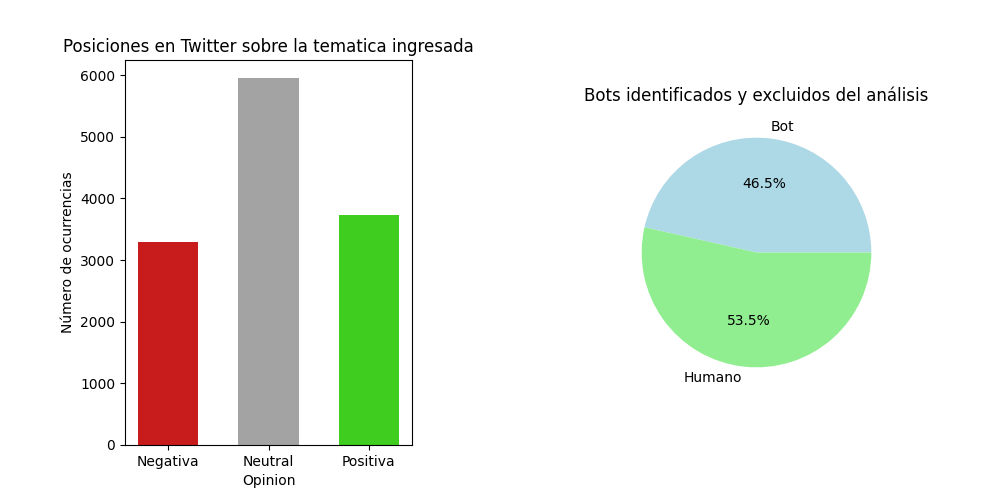 Posiciones en Twitter sobre la tematica ingresada
Número de ocurrencias
6000
5000
4000
3000
2000
1000
0
Negativa
Neutral
Positiva
Opinion
Bots identificados y excluidos del análisis
Bot
46.5%
53.5%
Humano